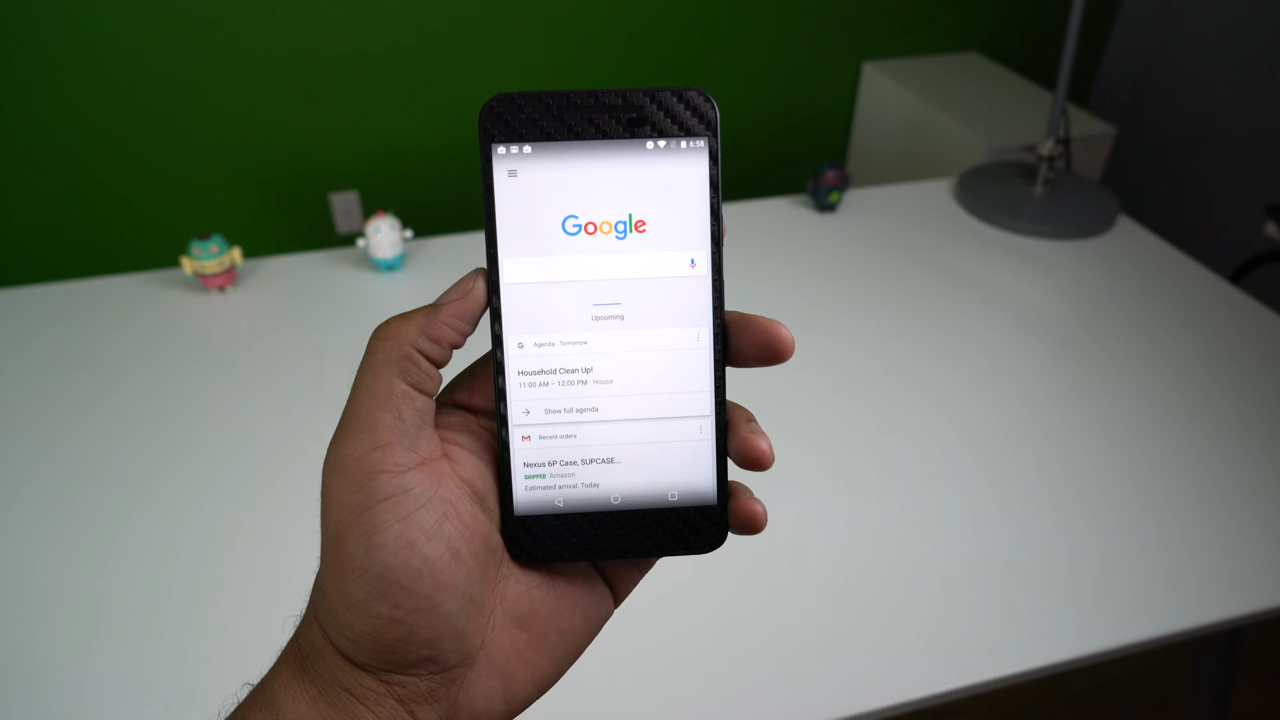 6:58
Google
Upcoming
Agenda · Tomorrow
Household Clean Up!
11:00 AM – 12:00 PM · House
Show full agenda
Recent orders
Nexus 6P Case, SUPCASE...
SHIPPED Amazon
Estimated arrival: Today